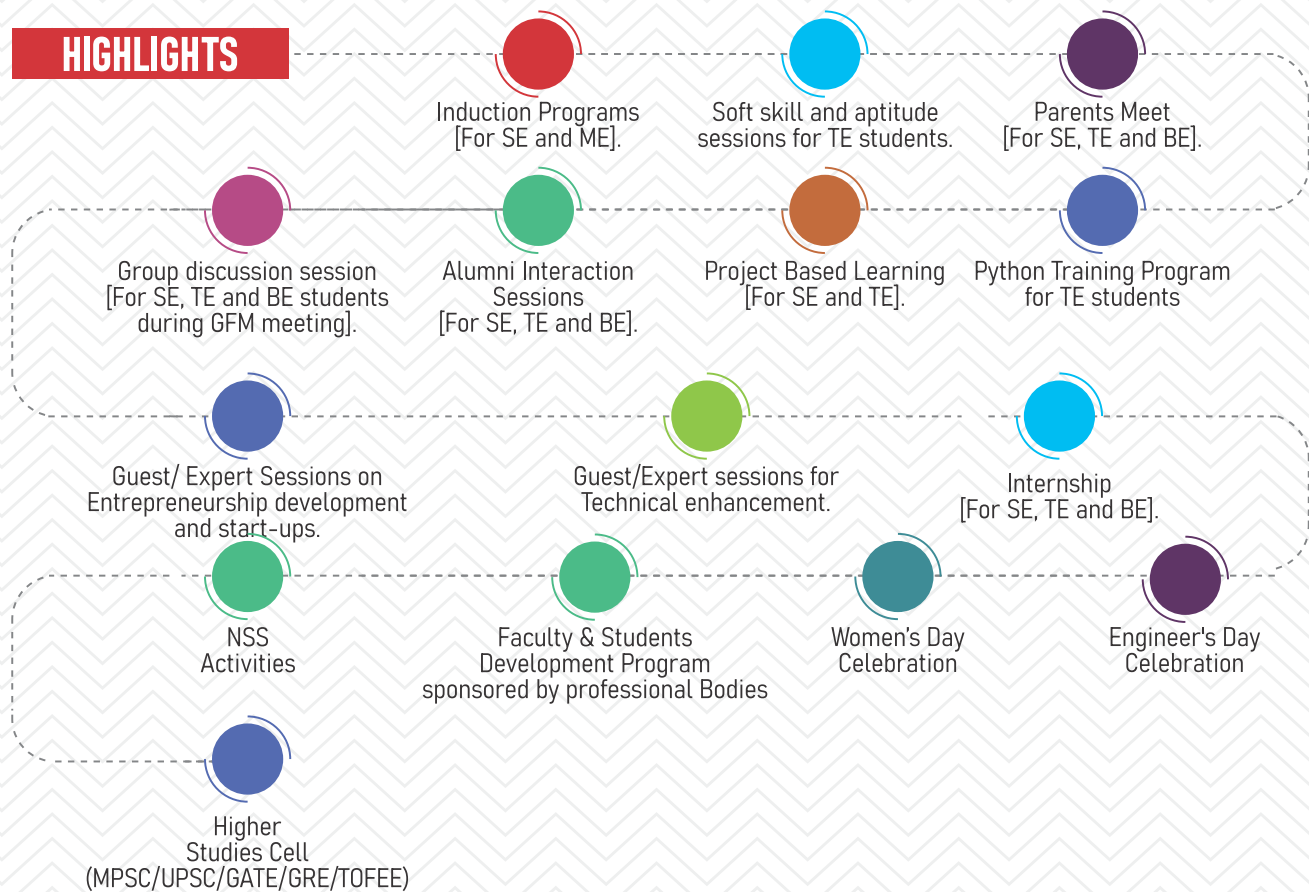 HIGHLIGHTS
Induction Programs
[For SE and ME].
Soft skill and aptitude
sessions for TE students.
Parents Meet
[For SE, TE and BE].
Group discussion session
[For SE, TE and BE students
during GFM meeting].
Alumni Interaction
Sessions
[For SE, TE and BE].
Project Based Learning
[For SE and TE].
Python Training Program
for TE students
Guest/ Expert Sessions on
Entrepreneurship development
and start-ups.
Guest/Expert sessions for
Technical enhancement.
Internship
[For SE, TE and BE].
NSS
Activities
Faculty & Students
Development Program
sponsored by professional Bodies
Women’s Day
Celebration
Engineer's Day
Celebration
Higher
Studies Cell
(MPSC/UPSC/GATE/GRE/TOFEE)